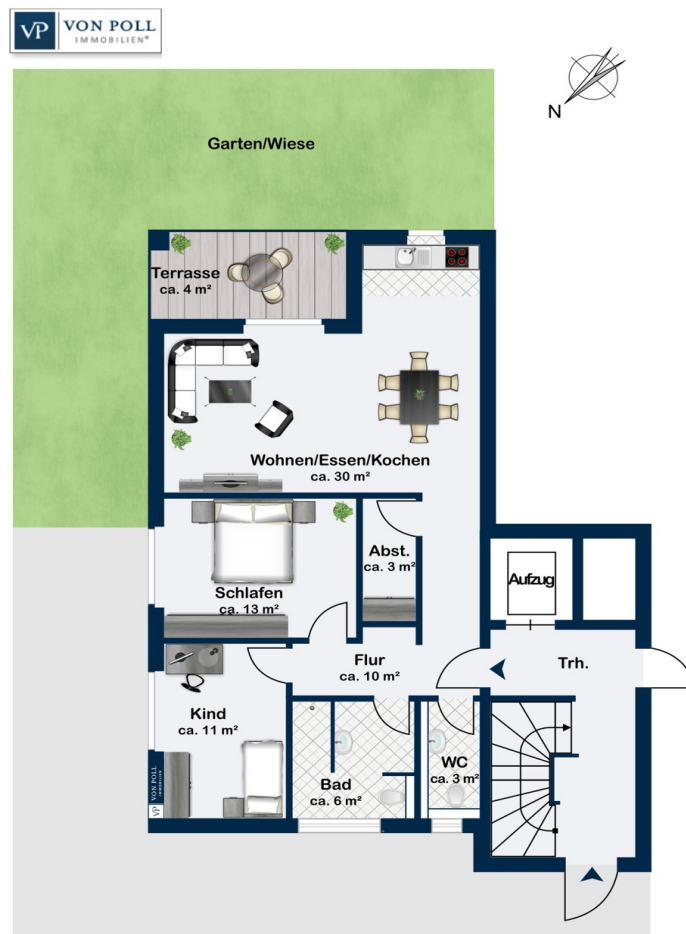 VP VON POLL
IMMOBILIEN®
N
Garten/Wiese
Terrasse
ca. 4 m²
Wohnen/Essen/Kochen
ca. 30 m²
Abst.
ca. 3 m²
Schlafen
ca. 13 m²
Aufzug
Flur
ca. 10 m²
Trh.
Kind
ca. 11 m²
Bad
ca. 6 m²
WC
ca. 3 m²
VP VON POLL
IMMOBILIEN